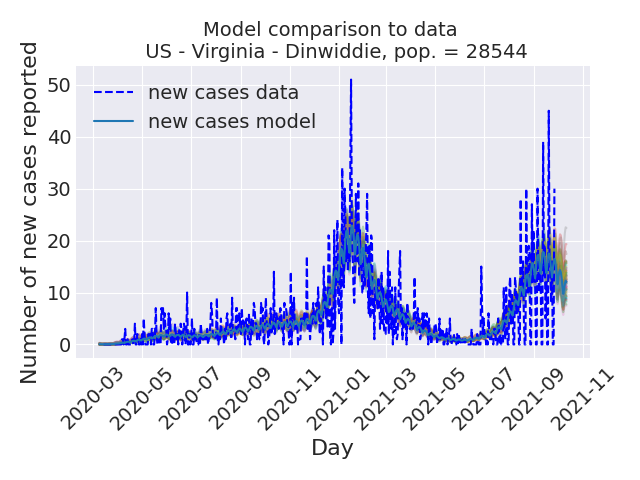 Model comparison to data
US - Virginia - Dinwiddie, pop. = 28544
new cases data
new cases model
Number of new cases reported
50
40
30
20
10
0
2020-03
2020-05
2020-07
2020-09
2020-11
2021-01
2021-03
2021-05
2021-07
2021-09
2021-11
Day